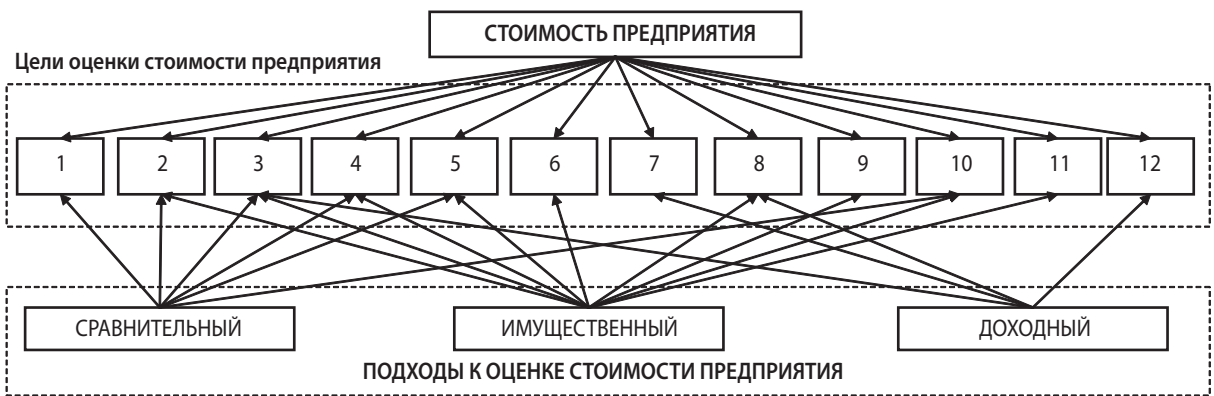 СТОИМОСТЬ ПРЕДПРИЯТИЯ
Цели оценки стоимости предприятия
1 2 3 4 5 6 7 8 9 10 11 12
СРАВНИТЕЛЬНЫЙ ИМУЩЕСТВЕННЫЙ ДОХОДНЫЙ
ПОДХОДЫ К ОЦЕНКЕ СТОИМОСТИ ПРЕДПРИЯТИЯ